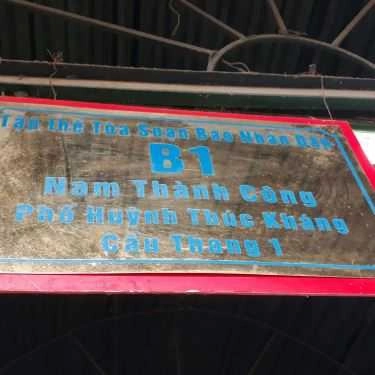 Tập Thể Tòa Soạn Báo Nhân Dân
B1
Nam Thành Công
Phố Huỳnh Thúc Kháng
Cầu Thang 1